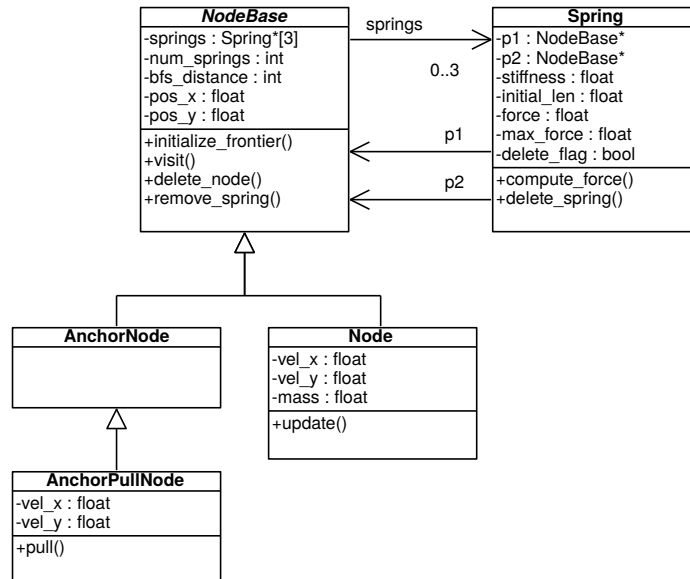 NodeBase
-springs : Spring*[3]
-num_springs : int
-bfs_distance : int
-pos_x : float
-pos_y : float
+initialize_frontier()
+visit()
+delete_node()
+remove_spring()
springs
0..3
p1
p2
Spring
-p1 : NodeBase*
-p2 : NodeBase*
-stiffness : float
-initial_len : float
-force : float
-max_force : float
-delete_flag : bool
+compute_force()
+delete_spring()
AnchorNode
Node
-vel_x : float
-vel_y : float
-mass : float
+update()
AnchorPullNode
-vel_x : float
-vel_y : float
+pull()